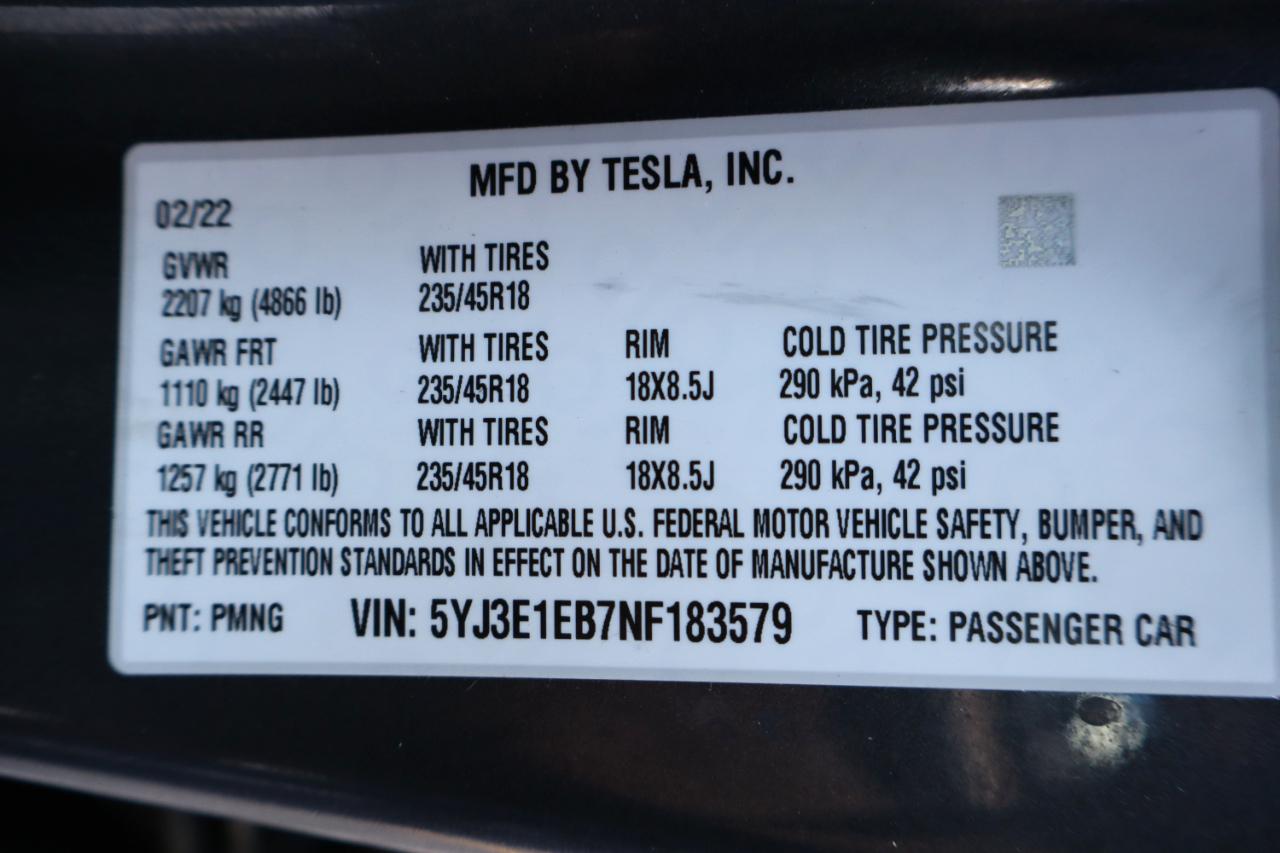 MFD BY TESLA, INC.
02/22
GVWR WITH TIRES
2207 kg (4866 lb) 235/45R18
GAWR FRT WITH TIRES RIM COLD TIRE PRESSURE
1110 kg (2447 lb) 235/45R18 18X8.5J 290 kPa, 42 psi
GAWR RR WITH TIRES RIM COLD TIRE PRESSURE
1257 kg (2771 lb) 235/45R18 18X8.5J 290 kPa, 42 psi
THIS VEHICLE CONFORMS TO ALL APPLICABLE U.S. FEDERAL MOTOR VEHICLE SAFETY, BUMPER, AND
THEFT PREVENTION STANDARDS IN EFFECT ON THE DATE OF MANUFACTURE SHOWN ABOVE.
PNT: PMNG VIN: 5YJ3E1EB7NF183579 TYPE: PASSENGER CAR